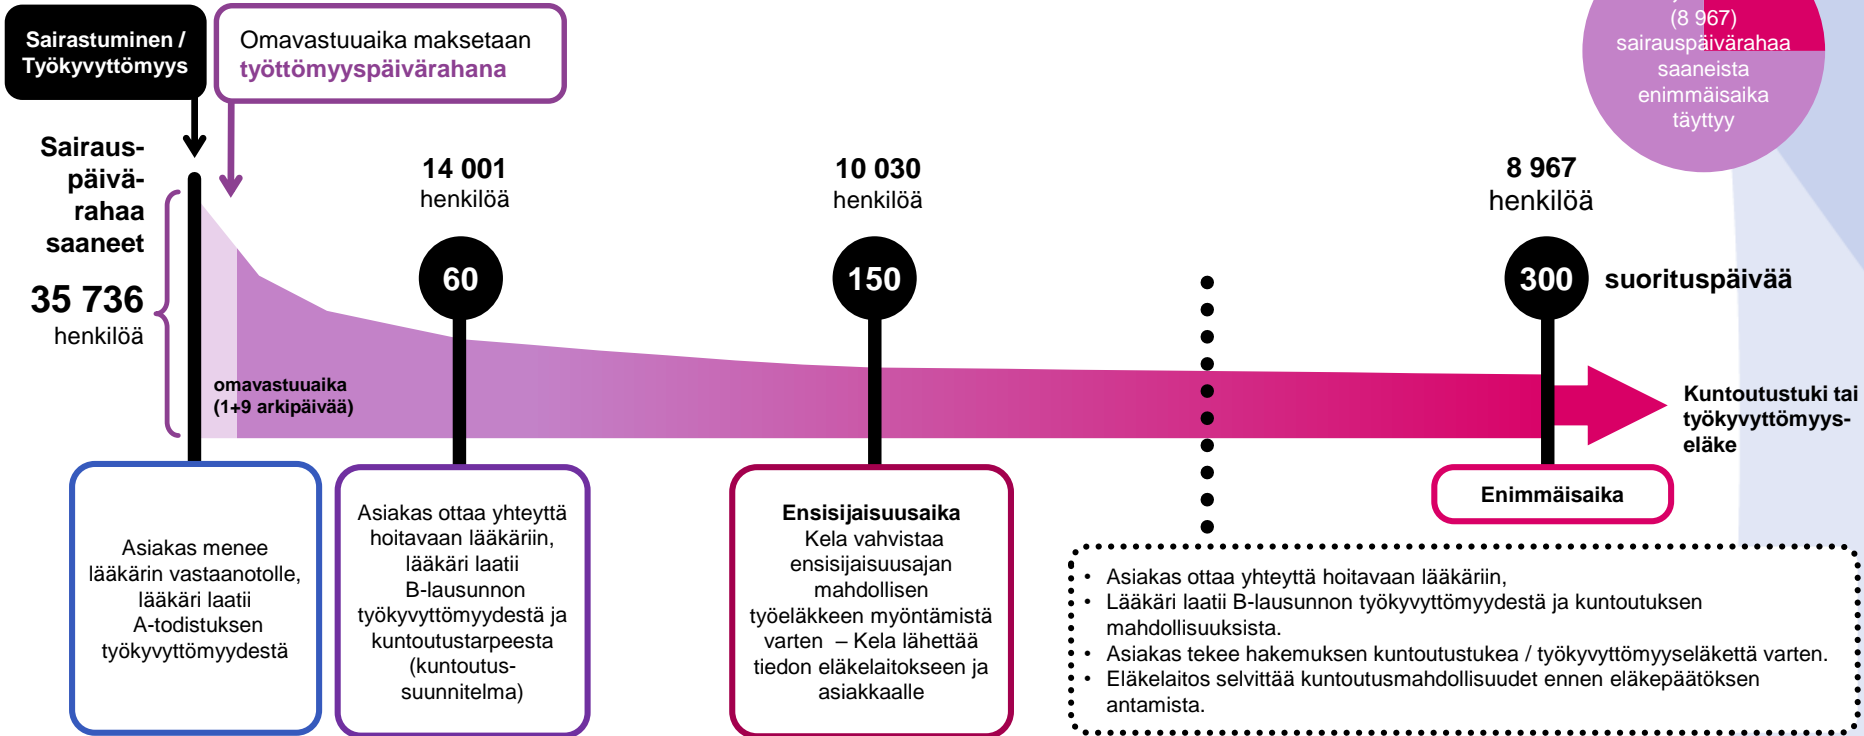 Sairastuminen /
Työkyvyttömyys
Omavastuuaika maksetaan
työttömyyspäivärahana
(8 967)
sairauspäivärahaa
saaneista
enimmäisaika
täyttyy
Sairaus-
päivä-
rahaa
saaneet
35 736
henkilöä
14 001
henkilöä
10 030
henkilöä
8 967
henkilöä
60
150
300
suorituspäivää
omavastuuaika
(1+9 arkipäivää)
Kuntoutustuki tai
työkyvyttömyys-
eläke
Asiakas menee
lääkärin vastaanotolle,
lääkäri laatii
A-todistuksen
työkyvyttömyydestä
Asiakas ottaa yhteyttä
hoitavaan lääkäriin,
lääkäri laatii
B-lausunnon
työkyvyttömyydestä ja
kuntoutustarpeesta
(kuntoutus-
suunnitelma)
Ensisijaisuusaika
Kela vahvistaa
ensisijaisuusajan
mahdollisen
työeläkkeen myöntämistä
varten – Kela lähettää
tiedon eläkelaitokseen ja
asiakkaalle
Enimmäisaika
• Asiakas ottaa yhteyttä hoitavaan lääkäriin,
• Lääkäri laatii B-lausunnon työkyvyttömyydestä ja kuntoutuksen
mahdollisuuksista.
• Asiakas tekee hakemuksen kuntoutustukea / työkyvyttömyyseläkettä varten.
• Eläkelaitos selvittää kuntoutusmahdollisuudet ennen eläkepäätöksen
antamista.